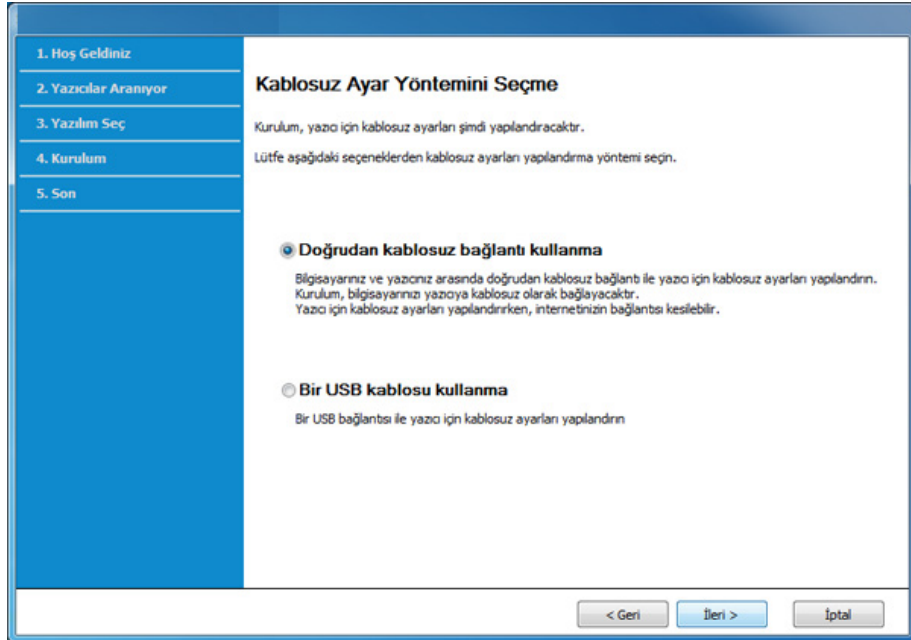 1. Hoş Geldiniz
2. Yazıcılar Aranıyor
3. Yazılım Seç
4. Kurulum
5. Son
Kablosuz Ayar Yöntemini Seçme
Kurulum, yazıcı için kablosuz ayarları şimdi yapılandıracaktır.
Lütfe aşağıdaki seçeneklerden kablosuz ayarları yapılandırma yöntemi seçin.
Doğrudan kablosuz bağlantı kullanma
Bilgisayarınız ve yazıcınız arasında doğrudan kablosuz bağlantı ile yazıcı için kablosuz ayarları yapılandırın.
Kurulum, bilgisayarınızı yazıcıya kablosuz olarak bağlayacaktır.
Yazıcı için kablosuz ayarları yapılandırırken, internetinizin bağlantısı kesilebilir.
Bir USB kablosu kullanma
Bir USB bağlantısı ile yazıcı için kablosuz ayarları yapılandırın
< Geri İleri > İptal